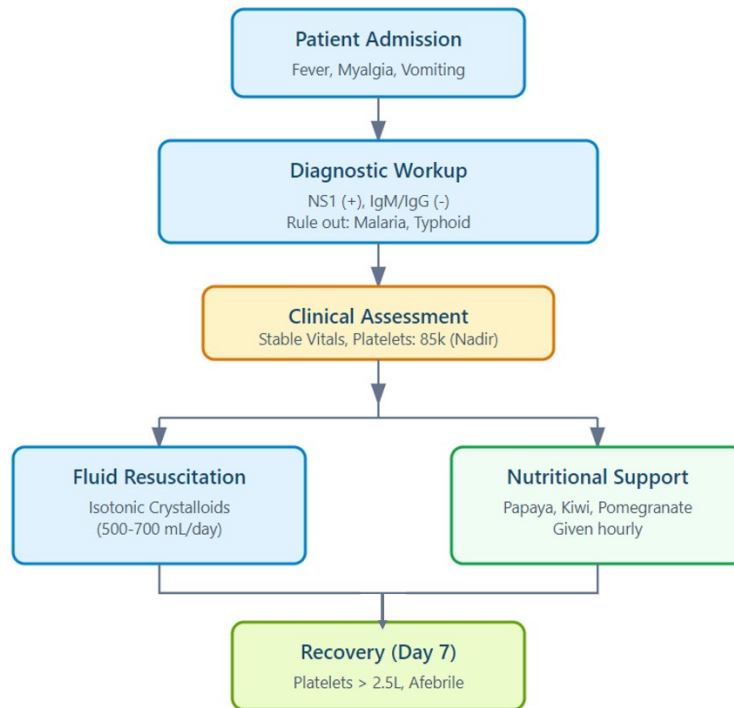 Patient Admission
Fever, Myalgia, Vomiting
Diagnostic Workup
NS1 (+), IgM/IgG (-)
Rule out: Malaria, Typhoid
Clinical Assessment
Stable Vitals, Platelets: 85k (Nadir)
Fluid Resuscitation
Isotonic Crystalloids
(500-700 mL/day)
Nutritional Support
Papaya, Kiwi, Pomegranate
Given hourly
Recovery (Day 7)
Platelets > 2.5L, Afebrile